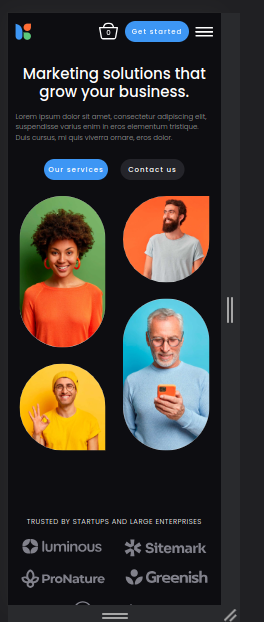 0
Get started
Marketing solutions that
grow your business.
Lorem ipsum dolor sit amet, consectetur adipiscing elit,
suspendisse varius enim in eros elementum tristique.
Duis cursus, mi quis viverra ornare, eros dolor.
Our services
Contact us
TRUSTED BY STARTUPS AND LARGE ENTERPRISES
luminous
Sitemark
ProNature
Greenish